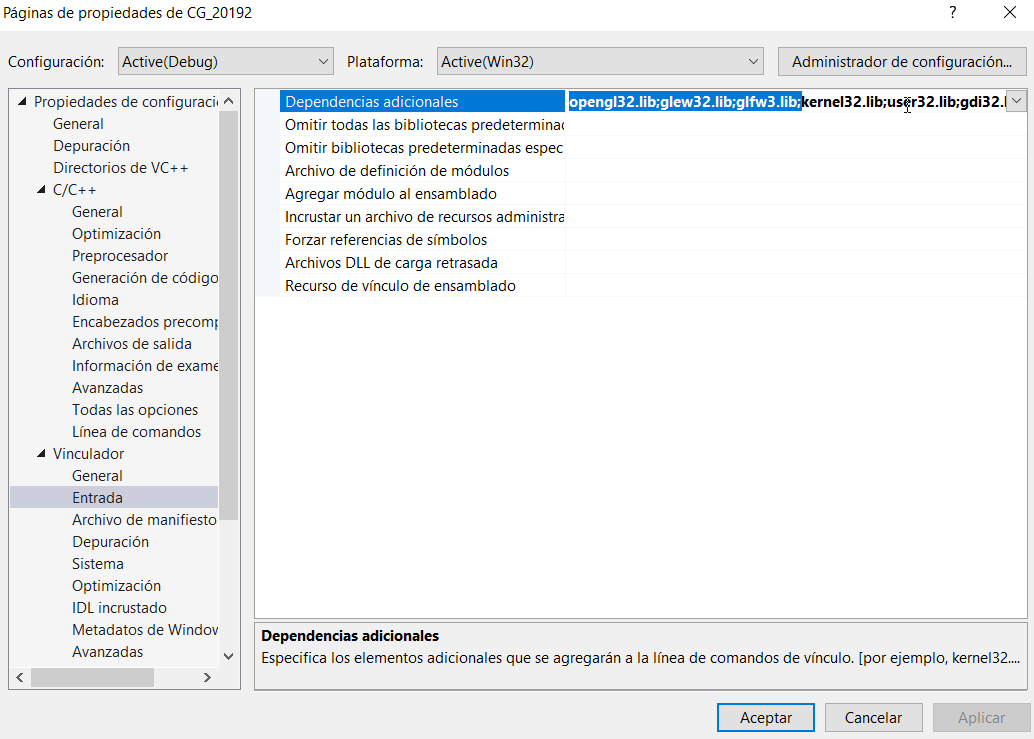 Páginas de propiedades de CG_20192
?
Configuración:
Active(Debug)
Plataforma:
Active(Win32)
Administrador de configuración...
Propiedades de configuraci
General
Depuración
Directorios de VC++
C/C++
General
Optimización
Preprocesador
Generación de código
Idioma
Encabezados precomp
Archivos de salida
Información de exame
Avanzadas
Todas las opciones
Línea de comandos
Vinculador
General
Entrada
Archivo de manifiesto
Depuración
Sistema
Optimización
IDL incrustado
Metadatos de Window
Avanzadas
Dependencias adicionales opengl32.lib;glew32.lib;glfw3.lib;kernel32.lib;user32.lib;gdi32.l
Omitir todas las bibliotecas predeterminac
Omitir bibliotecas predeterminadas espec
Archivo de definición de módulos
Agregar módulo al ensamblado
Incrustar un archivo de recursos administra
Forzar referencias de símbolos
Archivos DLL de carga retrasada
Recurso de vínculo de ensamblado
Dependencias adicionales
Especifica los elementos adicionales que se agregarán a la línea de comandos de vínculo. [por ejemplo, kernel32....
Aceptar
Cancelar
Aplicar